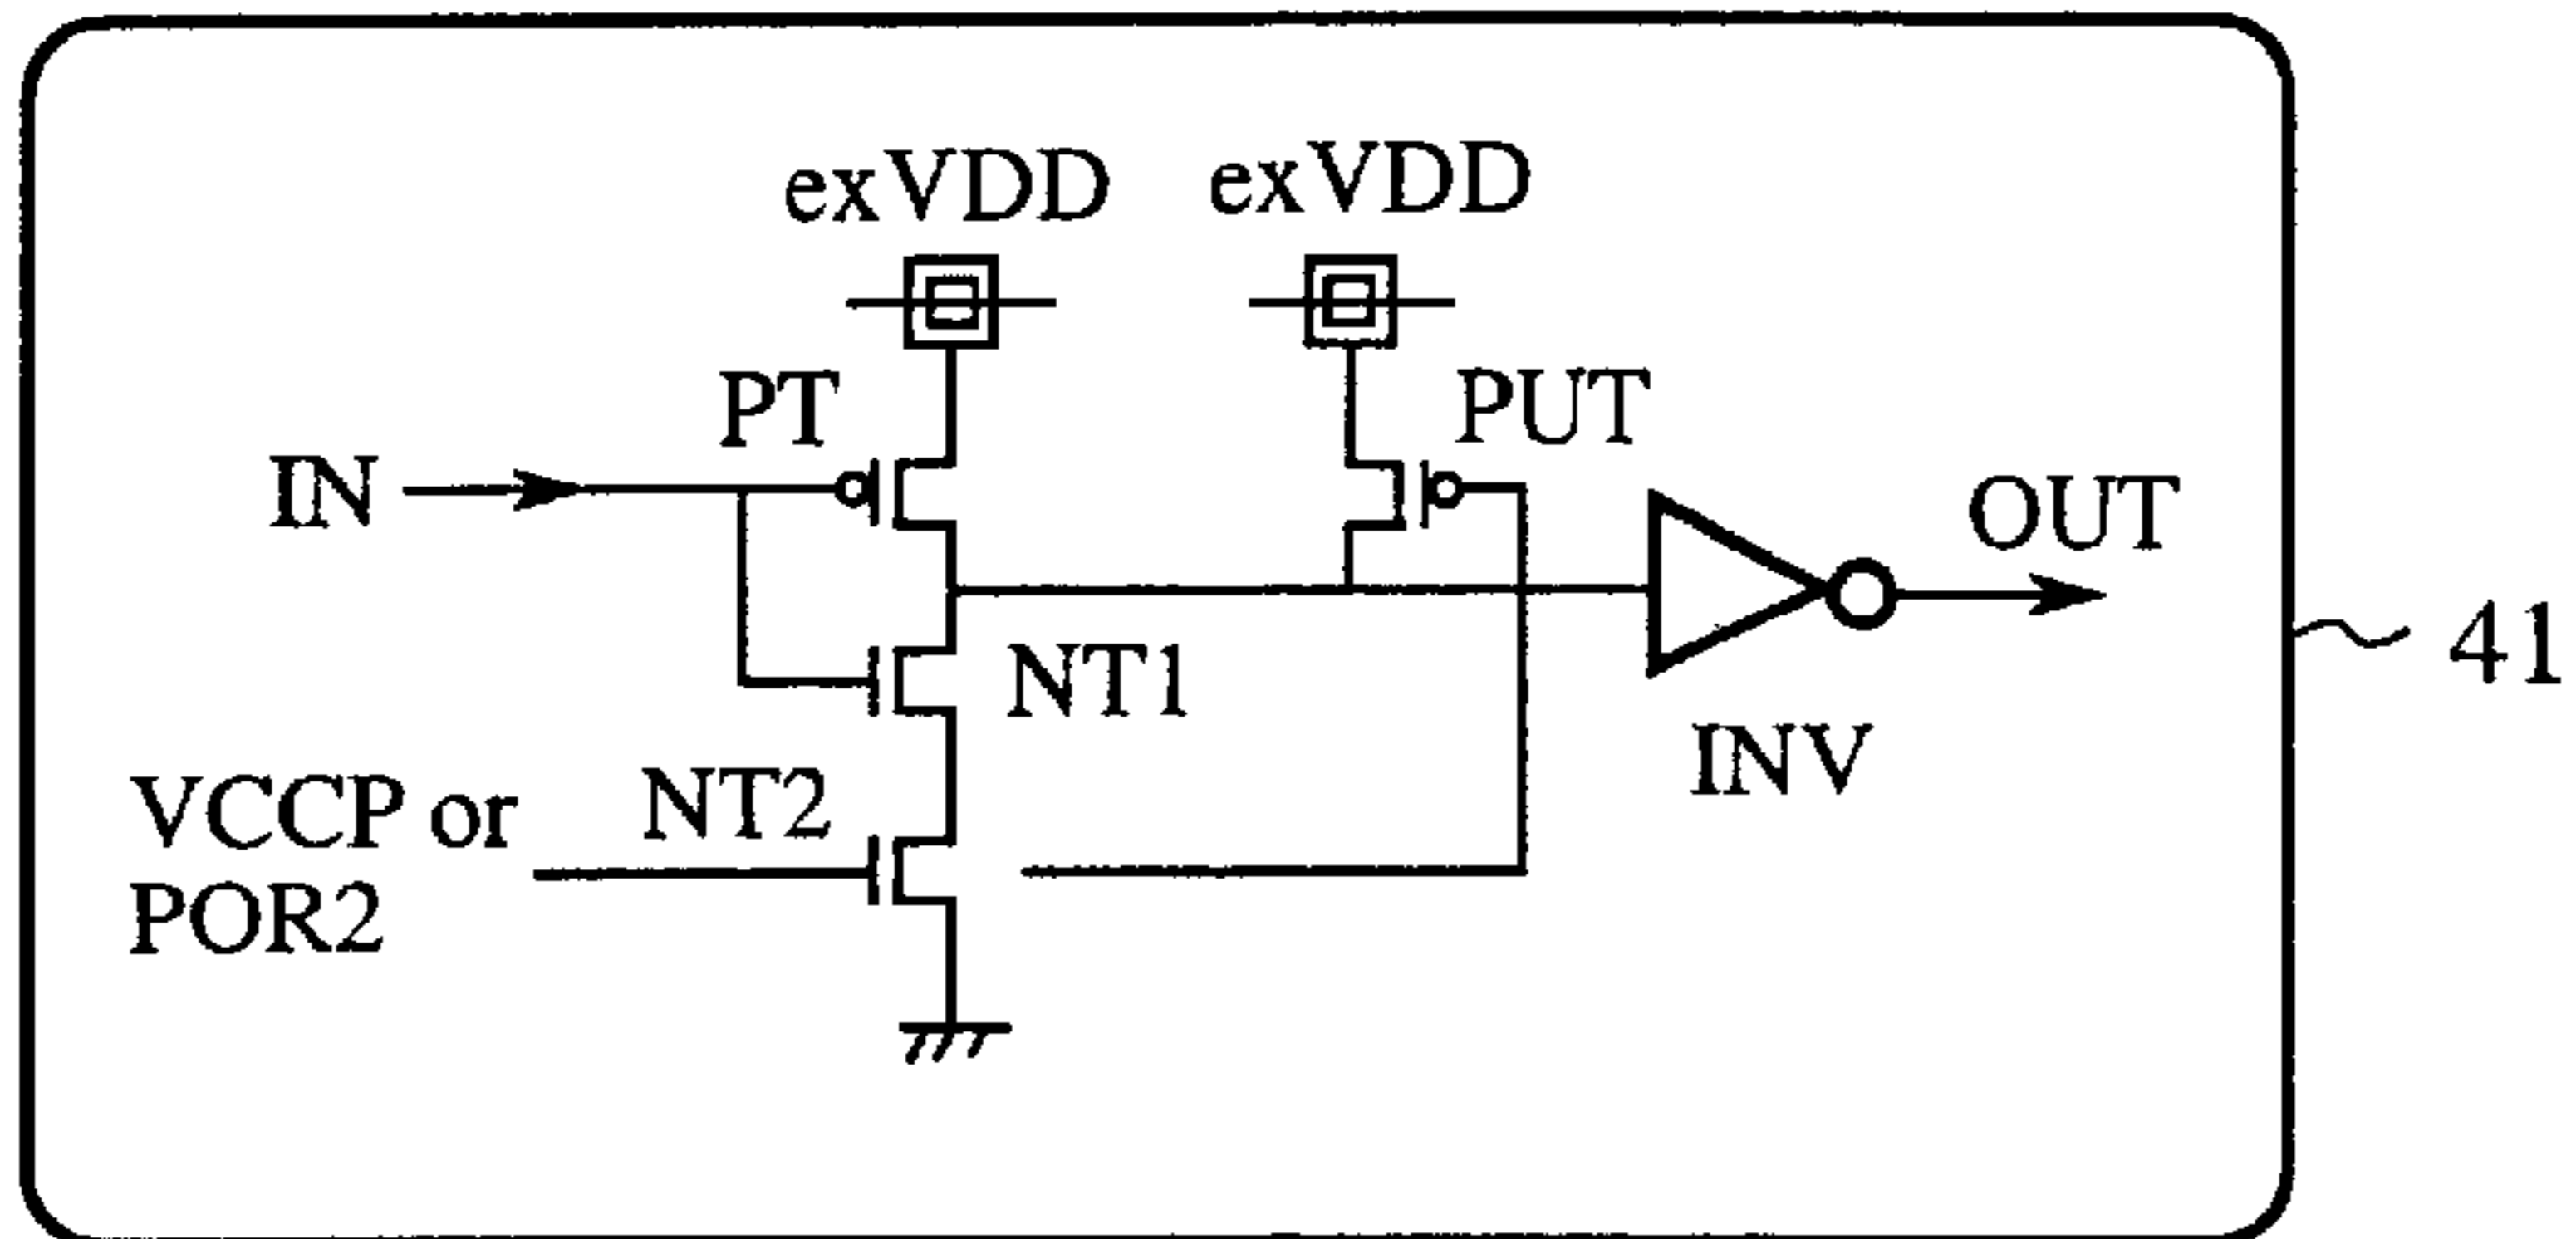 exVDD exVDD
PT PUT
IN
OUT
NT1
41
INV
NT2
VCCP or
POR2